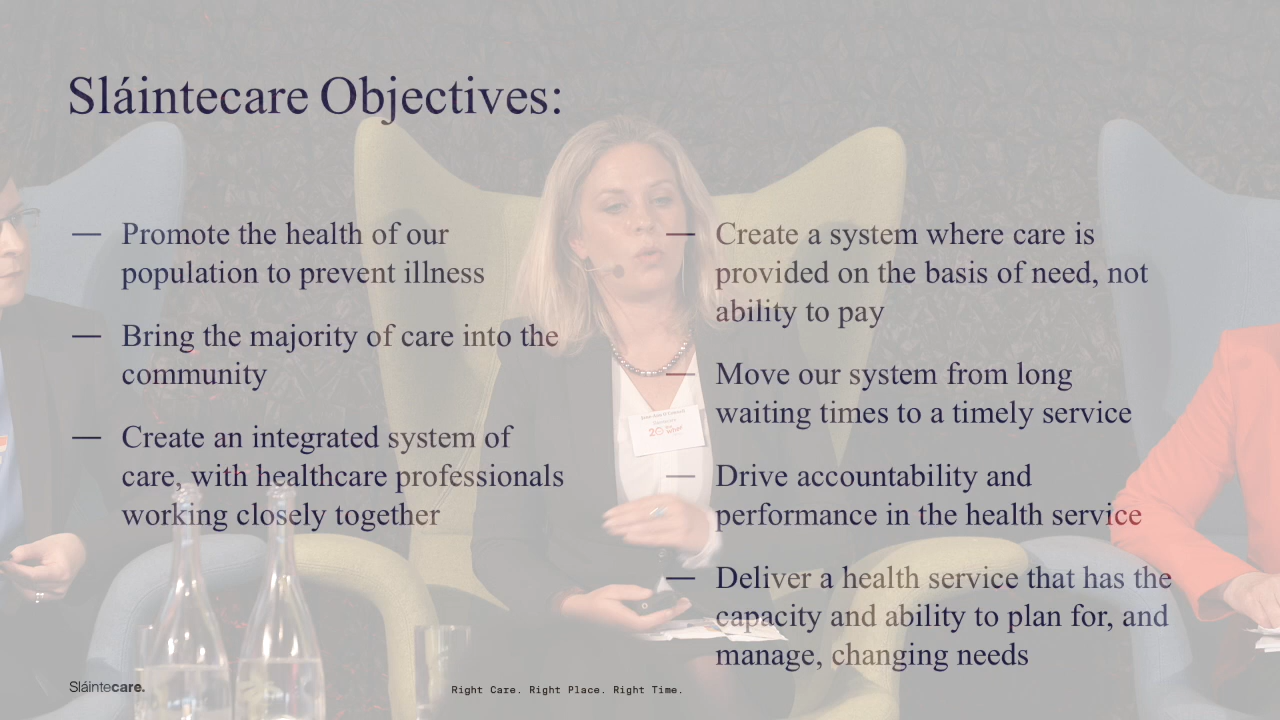 Sláintecare Objectives:
— Promote the health of our
population to prevent illness
— Bring the majority of care into the
community
— Create an integrated system of
care, with healthcare professionals
working closely together
— Create a system where care is
provided on the basis of need, not
ability to pay
— Move our system from long
waiting times to a timely service
— Drive accountability and
performance in the health service
— Deliver a health service that has the
capacity and ability to plan for, and
manage, changing needs
Sláintecare.
Right Care. Right Place. Right Time.